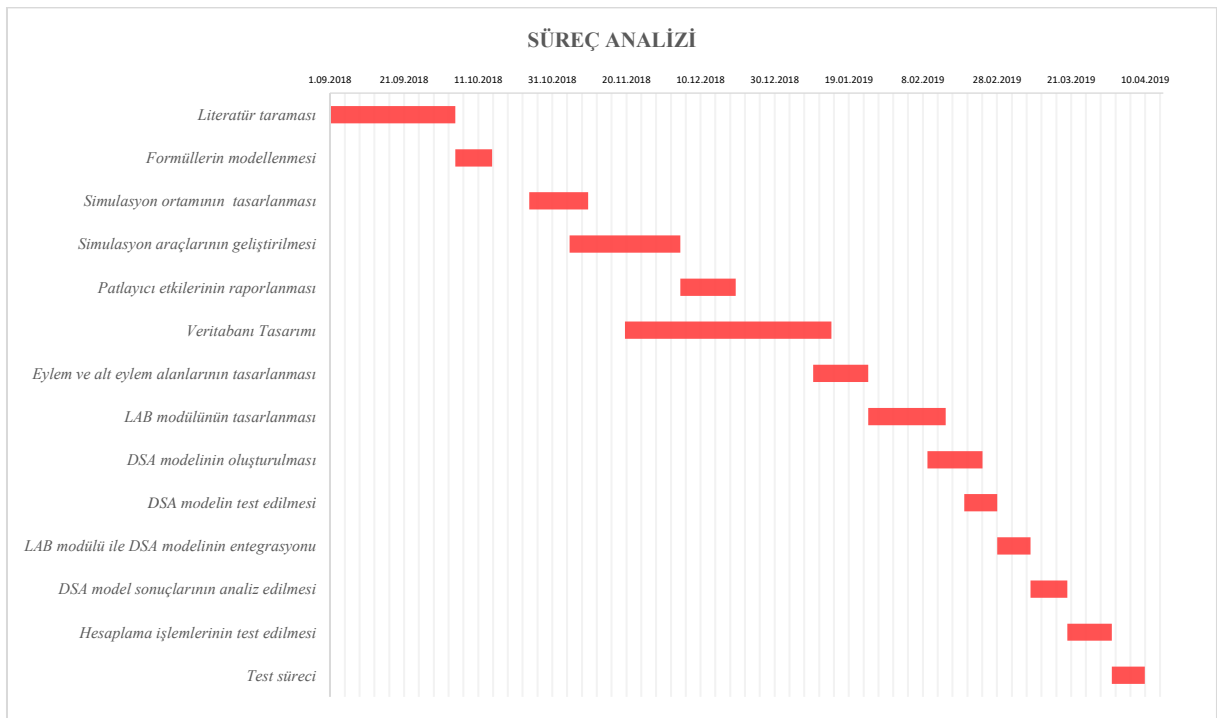 SÜREÇ ANALİZİ
1.09.2018 21.09.2018 11.10.2018 31.10.2018 20.11.2018 10.12.2018 30.12.2018 19.01.2019 8.02.2019 28.02.2019 21.03.2019 10.04.2019
Literatür taraması
Formüllerin modellenmesi
Simulasyon ortamının tasarlanması
Simulasyon araçlarının geliştirilmesi
Patlayıcı etkilerinin raporlanması
Veritabanı Tasarımı
Eylem ve alt eylem alanlarının tasarlanması
LAB modülünün tasarlanması
DSA modelinin oluşturulması
DSA modelin test edilmesi
LAB modülü ile DSA modelinin entegrasyonu
DSA model sonuçlarının analiz edilmesi
Hesaplama işlemlerinin test edilmesi
Test süreci